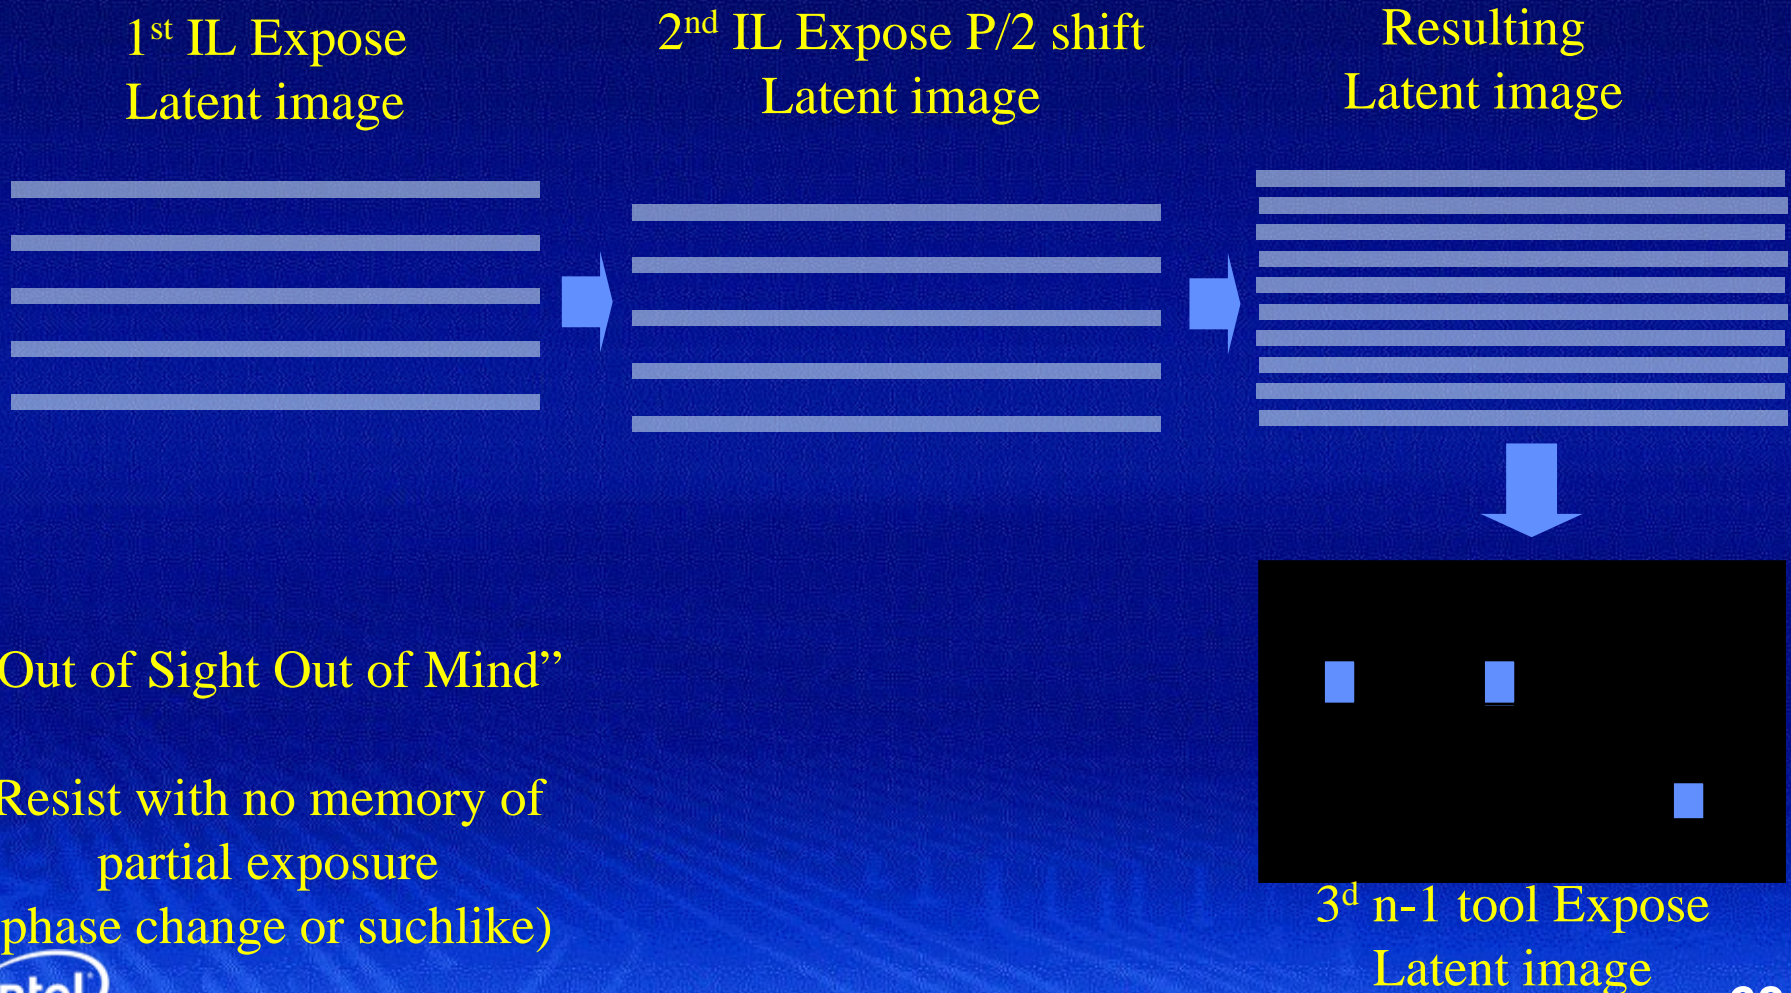 1st IL Expose
Latent image
2nd IL Expose P/2 shift
Latent image
Resulting
Latent image
Out of Sight Out of Mind”
Resist with no memory of
partial exposure
phase change or suchlike)
3d n-1 tool Expose
Latent image
intel